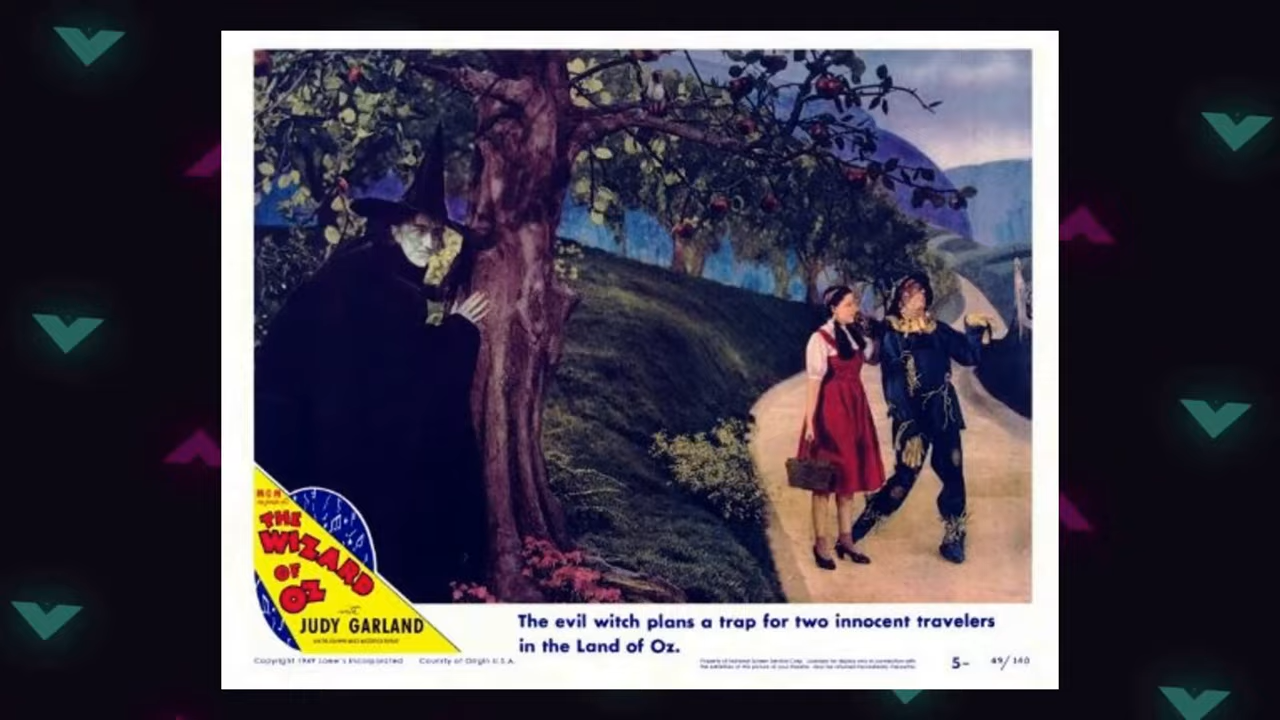 MGM
THE
WIZARD
OF
OZ
with
JUDY GARLAND
The evil witch plans a trap for two innocent travelers
in the Land of Oz.
Copyright 1949 Loew's Incorporated
Country of Origin U.S.A.
5-
49/140